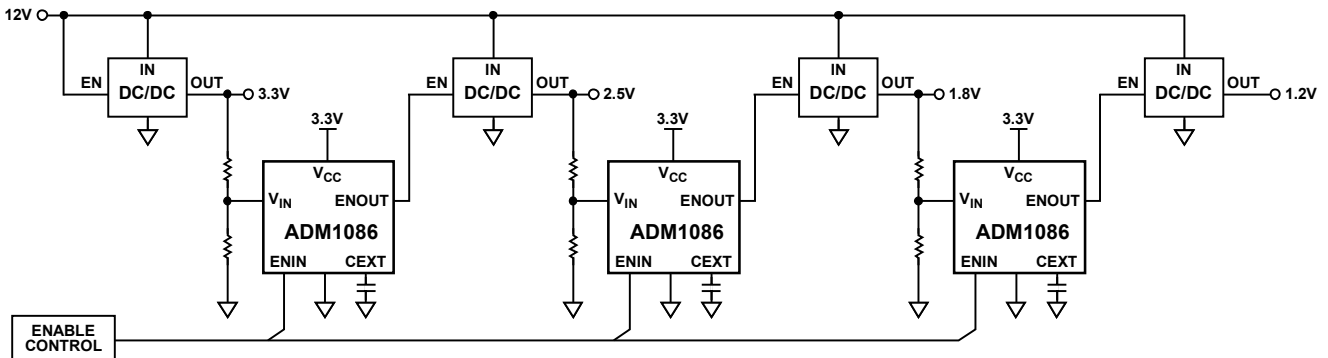 12V
IN
EN DC/DC OUT
3.3V
IN
EN DC/DC OUT
2.5V
IN
EN DC/DC OUT
1.8V
IN
EN DC/DC OUT
1.2V
3.3V
VCC
VIN ENOUT
ADM1086
ENIN CEXT
3.3V
VCC
VIN ENOUT
ADM1086
ENIN CEXT
3.3V
VCC
VIN ENOUT
ADM1086
ENIN CEXT
ENABLE
CONTROL